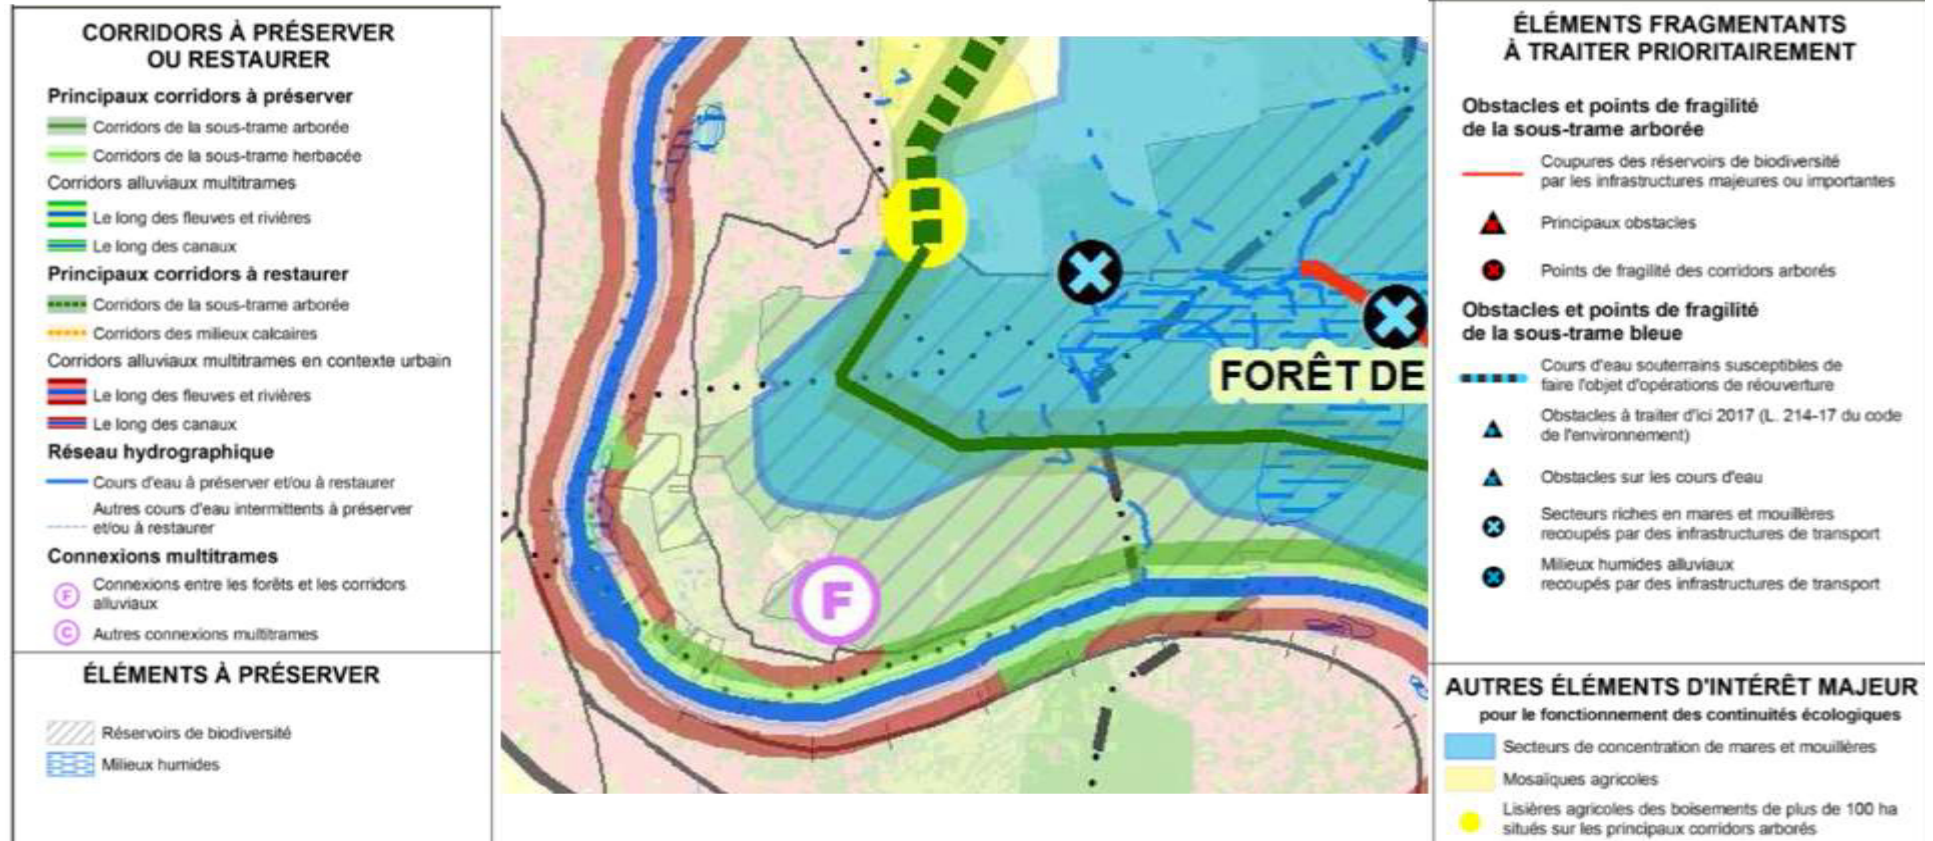 CORRIDORS À PRÉSERVER
OU RESTAURER
Principaux corridors à préserver
Corridors de la sous-trame arborée
Corridors de la sous-trame herbacée
Corridors alluviaux multitrames
Le long des fleuves et rivières
Le long des canaux
Principaux corridors à restaurer
Corridors de la sous-trame arborée
Corridors des milieux calcaires
Corridors alluviaux multitrames en contexte urbain
Le long des fleuves et rivières
Le long des canaux
Réseau hydrographique
Cours d'eau à préserver et/ou à restaurer
Autres cours d'eau intermittents à préserver
et/ou à restaurer
Connexions multitrames
F
Connexions entre les forêts et les corridors
alluviaux
C
Autres connexions multitrames
ÉLÉMENTS À PRÉSERVER
Réservoirs de biodiversité
Milieux humides
FORÊT DE
F
ÉLÉMENTS FRAGMENTANTS
À TRAITER PRIORITAIREMENT
Obstacles et points de fragilité
de la sous-trame arborée
Coupures des réservoirs de biodiversité
par les infrastructures majeures ou importantes
Principaux obstacles
Points de fragilité des corridors arborés
Obstacles et points de fragilité
de la sous-trame bleue
Cours d'eau souterrains susceptibles de
faire l'objet d'opérations de réouverture
Obstacles à traiter d'ici 2017 (L. 214-17 du code
de l'environnement)
Obstacles sur les cours d'eau
Secteurs riches en mares et mouillères
recoupés par des infrastructures de transport
Milieux humides alluviaux
recoupés par des infrastructures de transport
AUTRES ÉLÉMENTS D'INTÉRÊT MAJEUR
pour le fonctionnement des continuités écologiques
Secteurs de concentration de mares et mouillères
Mosaïques agricoles
Lisières agricoles des boisements de plus de 100 ha
situés sur les principaux corridors arborés